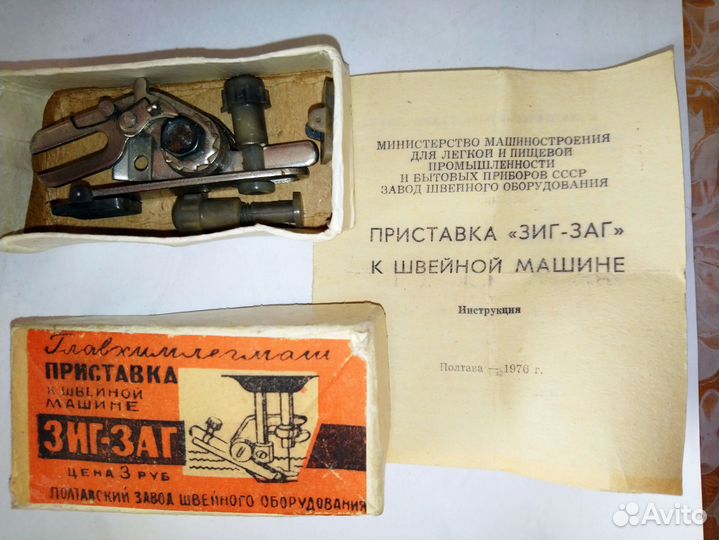 МИНИСТЕРСТВО МАШИНОСТРОЕНИЯ
ДЛЯ ЛЕГКОЙ И ПИЩЕВОЙ
ПРОМЫШЛЕННОСТИ
И БЫТОВЫХ ПРИБОРОВ СССР
ЗАВОД ШВЕЙНОГО ОБОРУДОВАНИЯ
ПРИСТАВКА «ЗИГ-ЗАГ»
К ШВЕЙНОЙ МАШИНЕ
Инструкция
Полтава — 1976 г.
Главхимлегмаш
ПРИСТАВКА
К ШВЕЙНОЙ
МАШИНЕ
ЗИГ-ЗАГ
ЦЕНА 3 РУБ
ПОЛТАВСКИЙ ЗАВОД ШВЕЙНОГО ОБОРУДОВАНИЯ
Avito